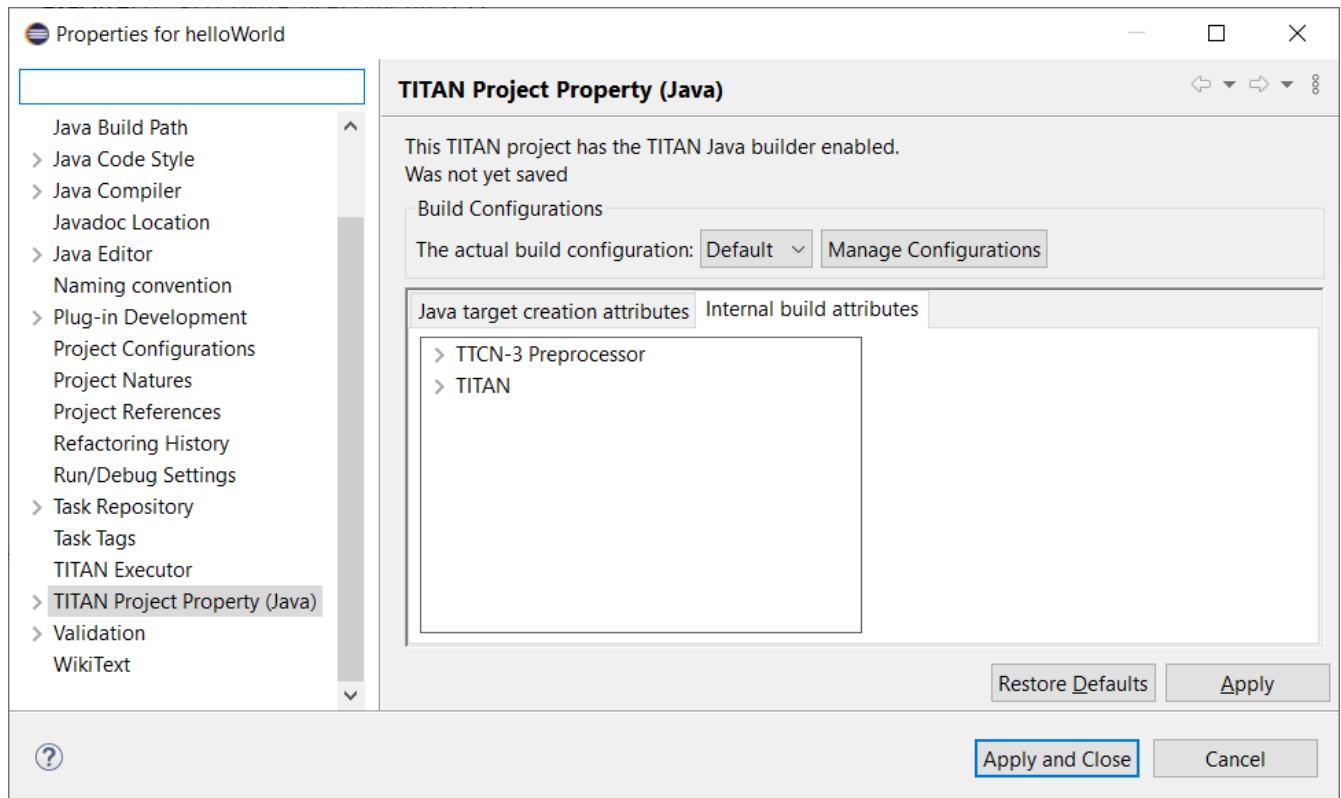 Properties for helloWorld
TITAN Project Property (Java)
Java Build Path
Java Code Style
Java Compiler
Javadoc Location
Java Editor
Naming convention
Plug-in Development
Project Configurations
Project Natures
Project References
Refactoring History
Run/Debug Settings
Task Repository
Task Tags
TITAN Executor
TITAN Project Property (Java)
Validation
WikiText
This TITAN project has the TITAN Java builder enabled.
Was not yet saved
Build Configurations
The actual build configuration: Default Manage Configurations
Java target creation attributes Internal build attributes
TTCN-3 Preprocessor
TITAN
Restore Defaults Apply
Apply and Close Cancel